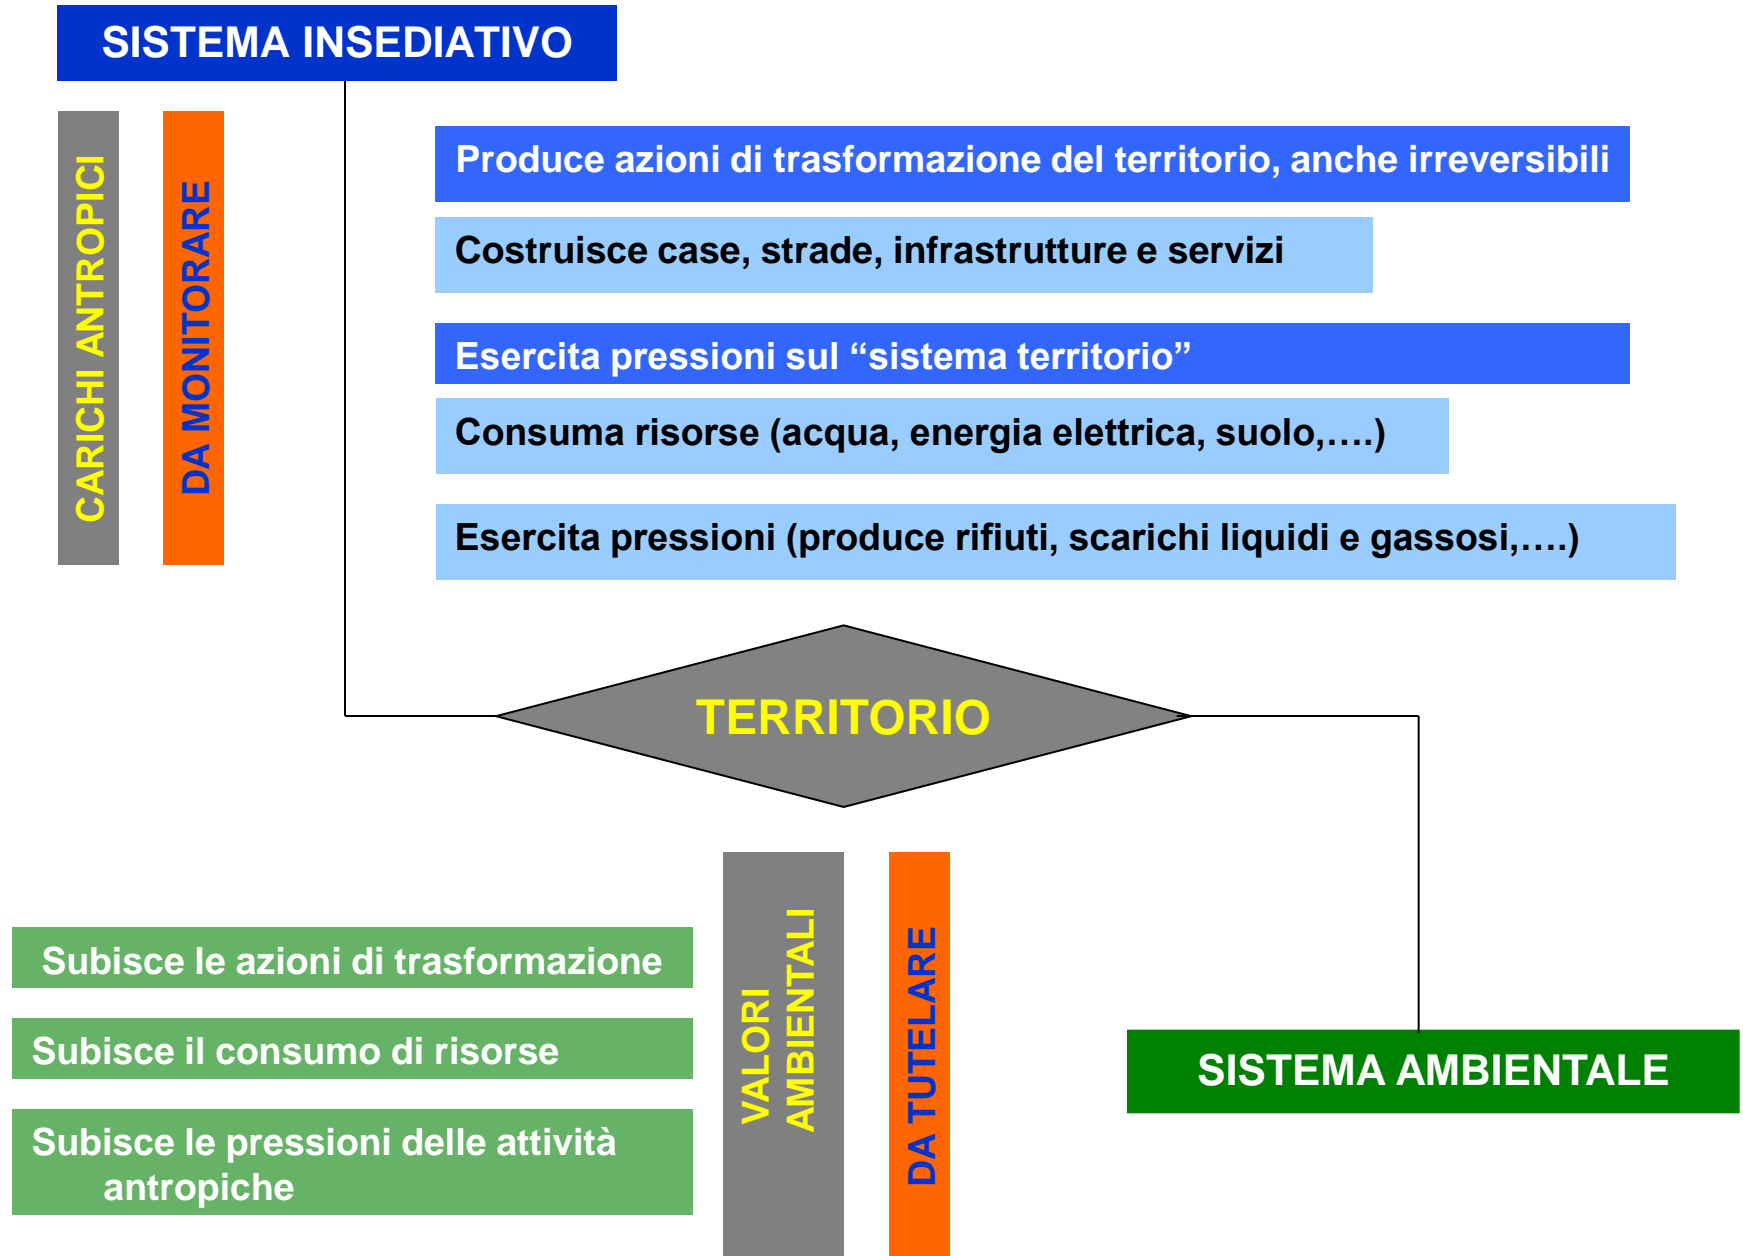 SISTEMA INSEDIATIVO
CARICHI ANTROPICI
DA MONITORARE
Produce azioni di trasformazione del territorio, anche irreversibili
Costruisce case, strade, infrastrutture e servizi
Esercita pressioni sul “sistema territorio”
Consuma risorse (acqua, energia elettrica, suolo,….)
Esercita pressioni (produce rifiuti, scarichi liquidi e gassosi,….)
TERRITORIO
Subisce le azioni di trasformazione
Subisce il consumo di risorse
Subisce le pressioni delle attività
antropiche
VALORI
AMBIENTALI
DA TUTELARE
SISTEMA AMBIENTALE